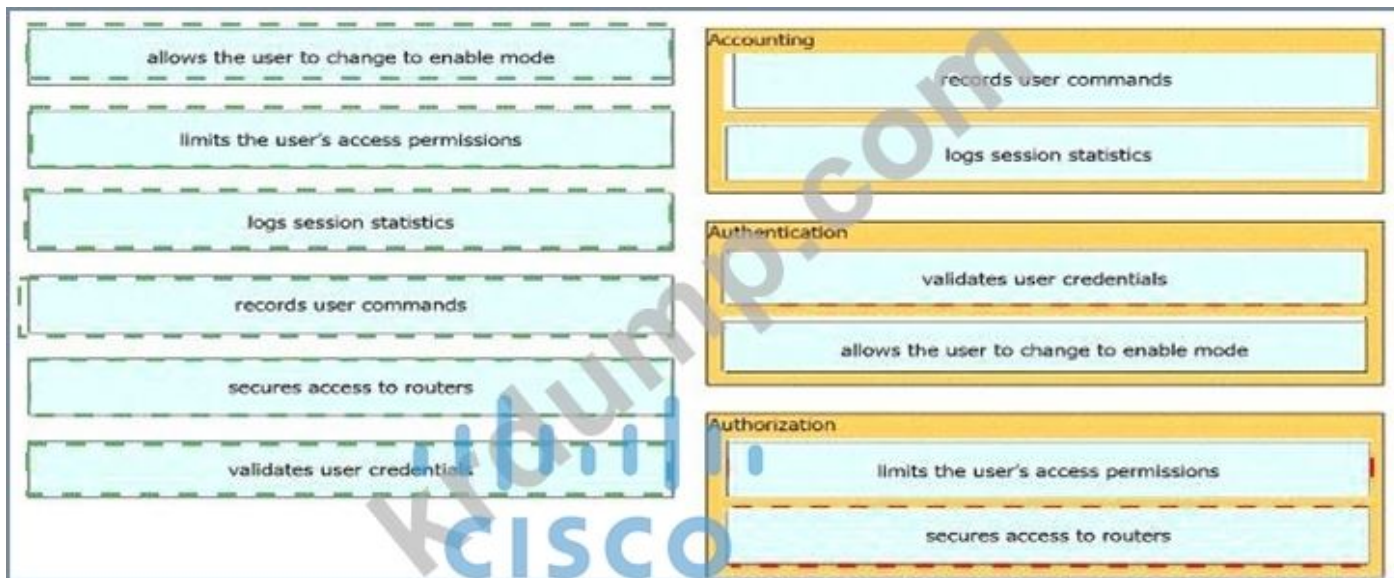 allows the user to change to enable mode
limits the user's access permissions
logs session statistics
records user commands
secures access to routers
validates user credentials
Accounting
records user commands
logs session statistics
Authentication
validates user credentials
allows the user to change to enable mode
Authorization
limits the user's access permissions
secures access to routers
krdump.com
CISCO